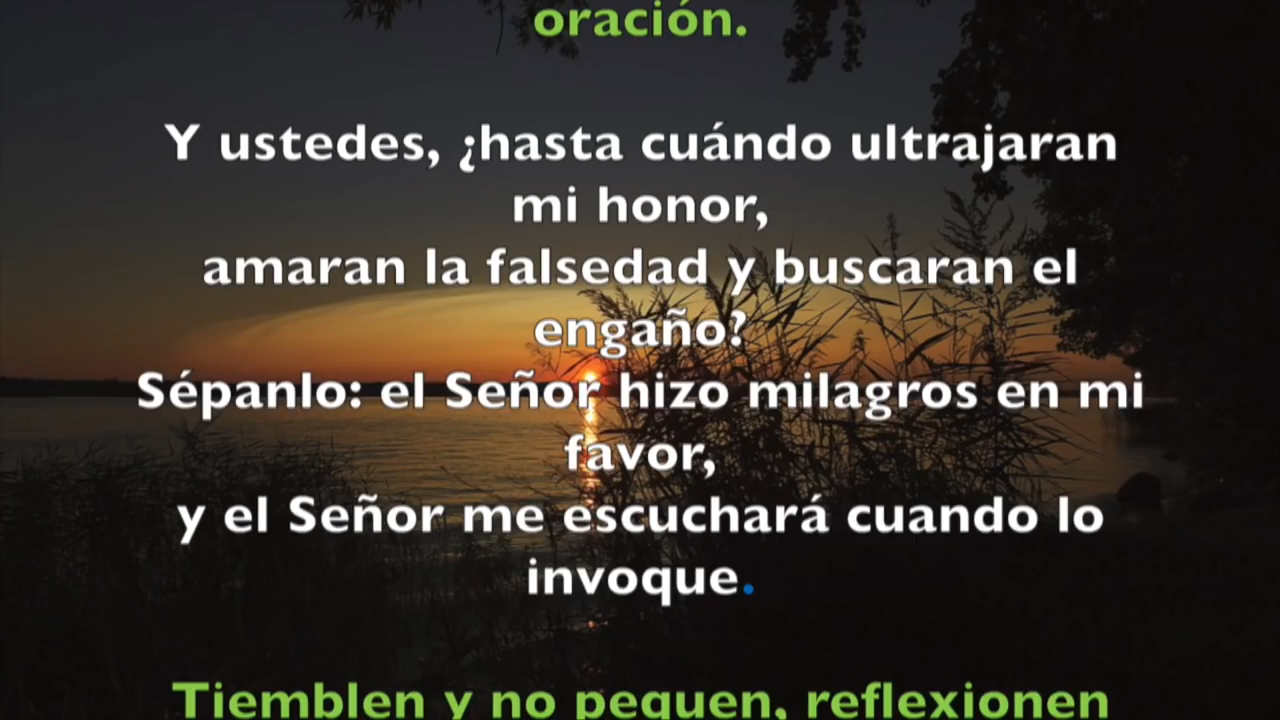 oración.
Y ustedes, ¿hasta cuándo ultrajaran
mi honor,
amaran la falsedad y buscaran el
engaño?
Sépanlo: el Señor hizo milagros en mi
favor,
y el Señor me escuchará cuando lo
invoque.
Tiemblen y no pequen, reflexionen